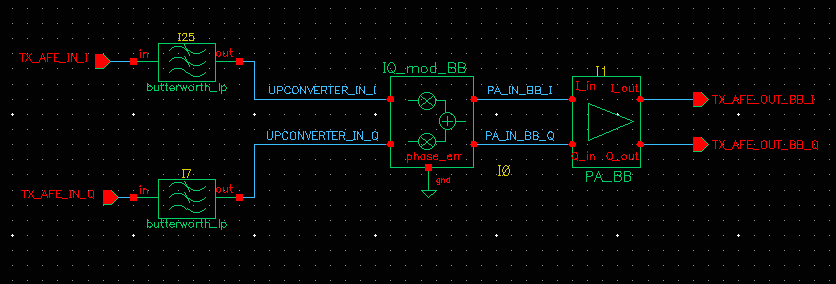 I25
TX_AFE_IN_I
in
out
butterworth_lp
UPCONVERTER_IN_I
IQ_mod_BB
PA_IN_BB_I
I1
I_in
I_out
TX_AFE_OUT_BB_I
UPCONVERTER_IN_Q
PA_IN_BB_Q
TX_AFE_OUT_BB_Q
phase_err
Q_in
Q_out
I7
gnd
I0
PA_BB
TX_AFE_IN_Q
in
out
butterworth_lp